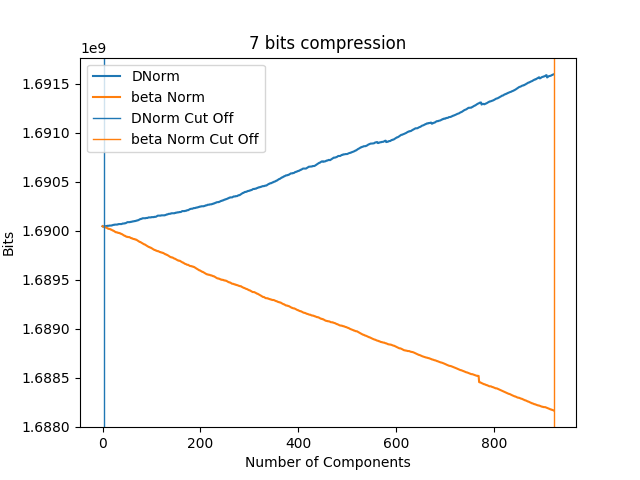 7 bits compression
1e9
DNorm
beta Norm
DNorm Cut Off
beta Norm Cut Off
1.6915
1.6910
1.6905
1.6900
1.6895
1.6890
1.6885
1.6880
Bits
0 200 400 600 800
Number of Components